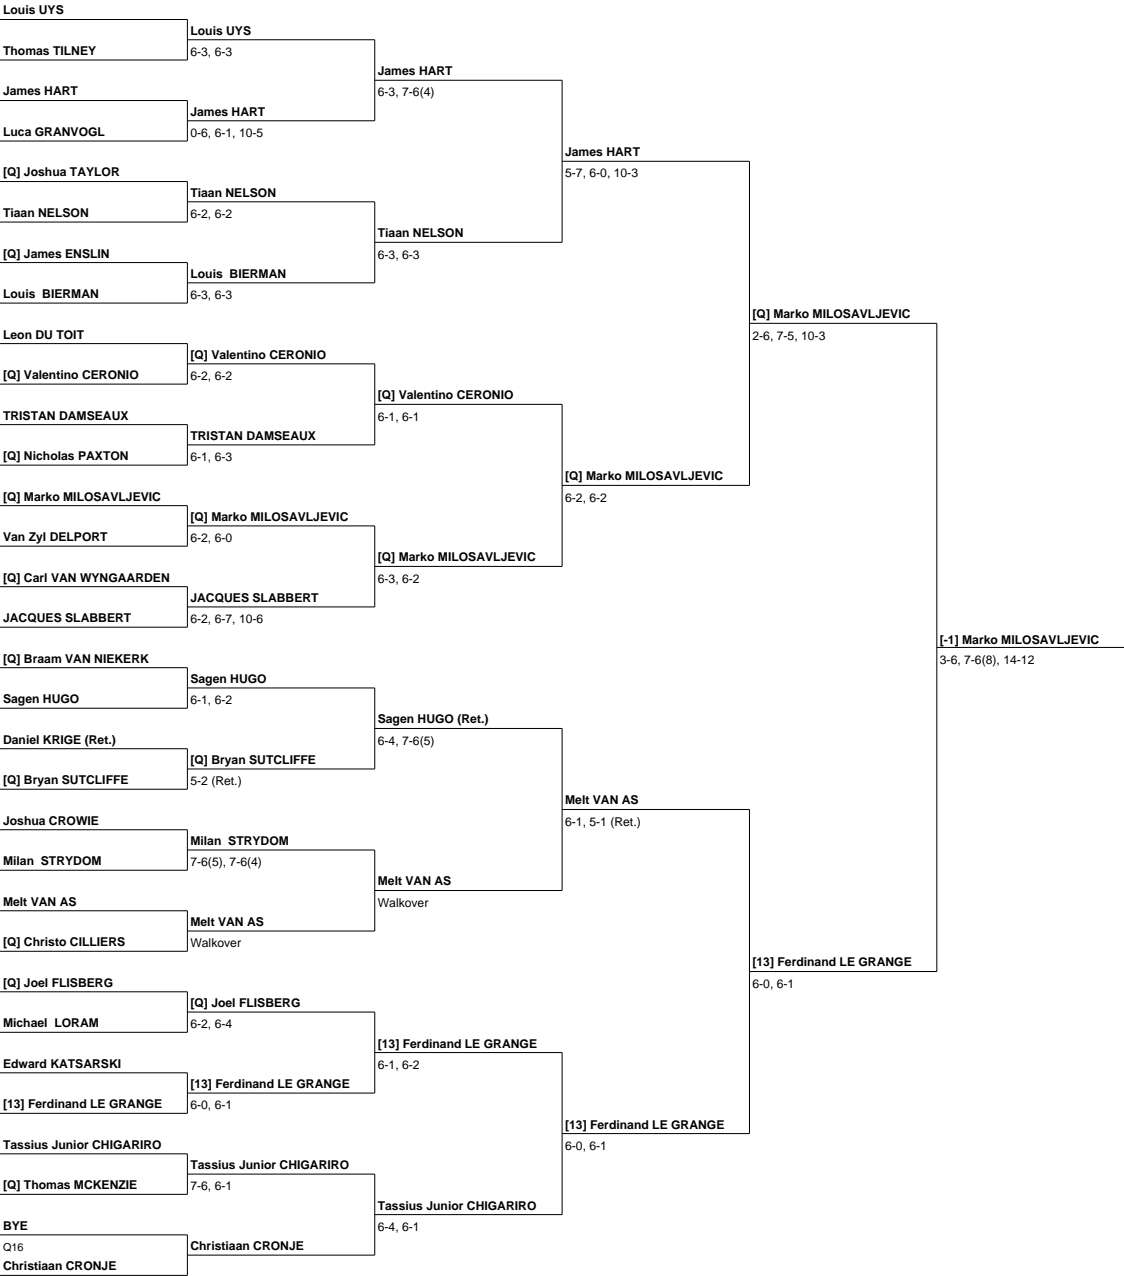 Louis UYS
Thomas TILNEY
James HART
Luca GRANVOGL
[Q] Joshua TAYLOR
Tiaan NELSON
[Q] James ENSLIN
Louis  BIERMAN
Leon DU TOIT
[Q] Valentino CERONIO
TRISTAN DAMSEAUX
[Q] Nicholas PAXTON
[Q] Marko MILOSAVLJEVIC
Van Zyl DELPORT
[Q] Carl VAN WYNGAARDEN
JACQUES SLABBERT
[Q] Braam VAN NIEKERK
Sagen HUGO
Daniel KRIGE (Ret.)
[Q] Bryan SUTCLIFFE
Joshua CROWIE
Milan  STRYDOM
Melt VAN AS
[Q] Christo CILLIERS
[Q] Joel FLISBERG
Michael  LORAM
Edward KATSARSKI
[13] Ferdinand LE GRANGE
Tassius Junior CHIGARIRO
[Q] Thomas MCKENZIE
BYE
Q16
Christiaan CRONJE
Louis UYS
6-3, 6-3
James HART
0-6, 6-1, 10-5
Tiaan NELSON
6-2, 6-2
Louis  BIERMAN
6-3, 6-3
[Q] Valentino CERONIO
6-2, 6-2
TRISTAN DAMSEAUX
6-1, 6-3
[Q] Marko MILOSAVLJEVIC
6-2, 6-0
JACQUES SLABBERT
6-2, 6-7, 10-6
Sagen HUGO
6-1, 6-2
[Q] Bryan SUTCLIFFE
5-2 (Ret.)
Milan  STRYDOM
7-6(5), 7-6(4)
Melt VAN AS
Walkover
[Q] Joel FLISBERG
6-2, 6-4
[13] Ferdinand LE GRANGE
6-0, 6-1
Tassius Junior CHIGARIRO
7-6, 6-1
Christiaan CRONJE
James HART
6-3, 7-6(4)
Tiaan NELSON
6-3, 6-3
[Q] Valentino CERONIO
6-1, 6-1
[Q] Marko MILOSAVLJEVIC
6-3, 6-2
Sagen HUGO (Ret.)
6-4, 7-6(5)
Melt VAN AS
Walkover
[13] Ferdinand LE GRANGE
6-1, 6-2
Tassius Junior CHIGARIRO
6-4, 6-1
James HART
5-7, 6-0, 10-3
[Q] Marko MILOSAVLJEVIC
6-2, 6-2
Melt VAN AS
6-1, 5-1 (Ret.)
[13] Ferdinand LE GRANGE
6-0, 6-1
[Q] Marko MILOSAVLJEVIC
2-6, 7-5, 10-3
[13] Ferdinand LE GRANGE
6-0, 6-1
[-1] Marko MILOSAVLJEVIC
3-6, 7-6(8), 14-12